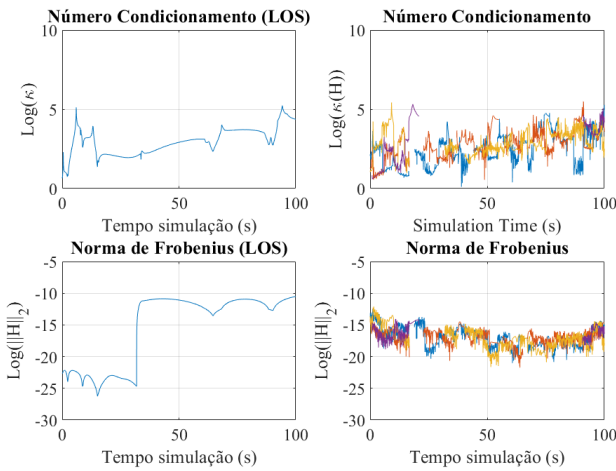 Número Condicionamento (LOS)
10
5
0
Log(κ)
0
50
100
Tempo simulação (s)
Número Condicionamento
10
5
0
Log(κ(H))
0
50
100
Simulation Time (s)
Norma de Frobenius (LOS)
-5
-10
-15
-20
-25
-30
Log(||H||2)
0
50
100
Tempo simulação (s)
Norma de Frobenius
-5
-10
-15
-20
-25
-30
Log(||H||2)
0
50
100
Tempo simulação (s)